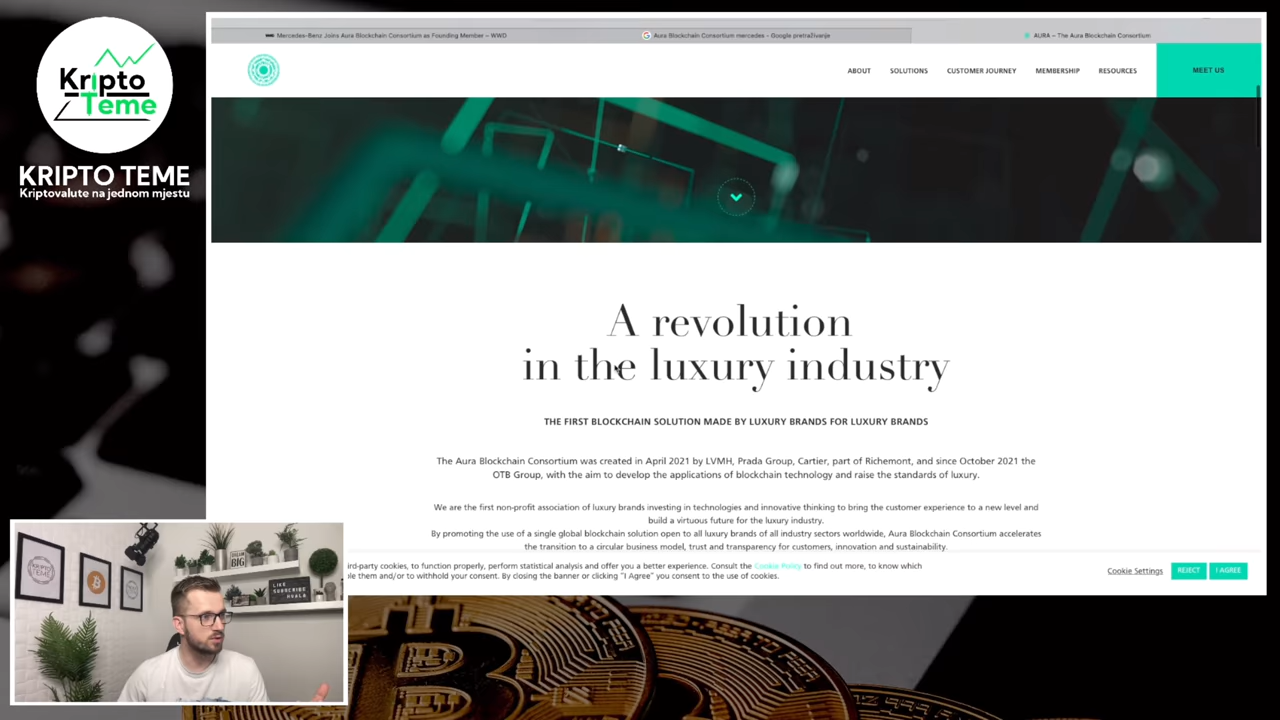 Kripto
Teme
KRIPTO TEME
Kriptovalute na jednom mjestu
Mercedes-Benz Joins Aura Blockchain Consortium as Founding Member – WWD
Aura Blockchain Consortium mercedes – Google pretraživanje
AURA – The Aura Blockchain Consortium
ABOUT
SOLUTIONS
CUSTOMER JOURNEY
MEMBERSHIP
RESOURCES
MEET US
A revolution
in the luxury industry
THE FIRST BLOCKCHAIN SOLUTION MADE BY LUXURY BRANDS FOR LUXURY BRANDS
The Aura Blockchain Consortium was created in April 2021 by LVMH, Prada Group, Cartier, part of Richemont, and since October 2021 the
OTB Group, with the aim to develop the applications of blockchain technology and raise the standards of luxury.
We are the first non-profit association of luxury brands investing in technologies and innovative thinking to bring the customer experience to a new level and
build a virtuous future for the luxury industry.
By promoting the use of a single global blockchain solution open to all luxury brands of all industry sectors worldwide, Aura Blockchain Consortium accelerates
the transition to a circular business model, trust and transparency for customers, innovation and sustainability.
ird-party cookies, to function properly, perform statistical analysis and offer you a better experience. Consult the Cookie Policy to find out more, to know which
le them and/or to withhold your consent. By closing the banner or clicking "I Agree" you consent to the use of cookies.
Cookie Settings
REJECT
I AGREE
DREAM
BIG
LIKE
SUBSCRIBE
HVALA